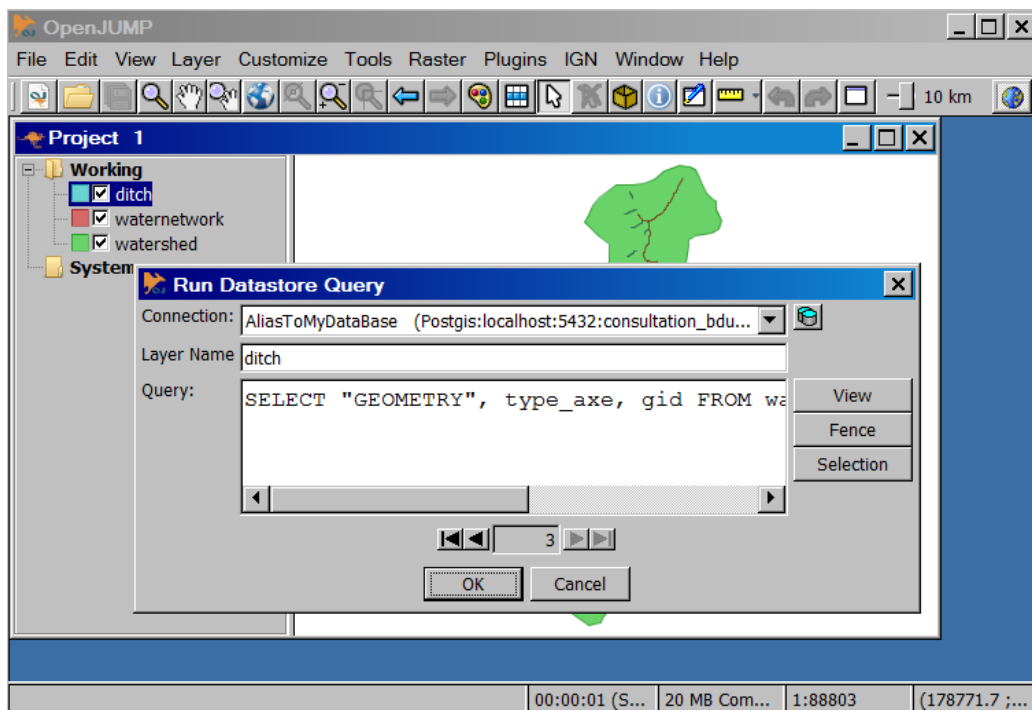 OpenJUMP
File Edit View Layer Customize Tools Raster Plugins IGN Window Help
10 km
Project 1
Working
ditch
waternetwork
watershed
System
Run Datastore Query
Connection: AliasToMyDataBase (Postgis:localhost:5432:consultation_bdu...
Layer Name ditch
Query:
SELECT "GEOMETRY", type_axe, gid FROM wa
View
Fence
Selection
3
OK Cancel
00:00:01 (S... 20 MB Com... 1:88803 (178771.7 ;...